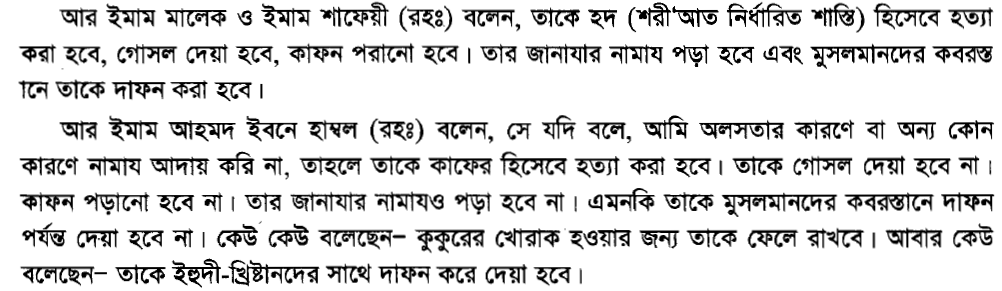 আর ইমাম মালেক ও ইমাম শাফেয়ী (রহঃ) বলেন, তাকে হদ (শরী'আত নির্ধারিত শাস্তি) হিসেবে হত্যা
করা হবে, গোসল দেয়া হবে, কাফন পরানো হবে। তার জানাযার নামায পড়া হবে এবং মুসলমানদের কবরস্ত
ানে তাকে দাফন করা হবে।
আর ইমাম আহমদ ইবনে হাম্বল (রহঃ) বলেন, সে যদি বলে, আমি অলসতার কারণে বা অন্য কোন
কারণে নামায আদায় করি না, তাহলে তাকে কাফের হিসেবে হত্যা করা হবে। তাকে গোসল দেয়া হবে না।
কাফন পড়ানো হবে না। তার জানাযার নামাযও পড়া হবে না। এমনকি তাকে মুসলমানদের কবরস্তানে দাফন
পর্যন্ত দেয়া হবে না। কেউ কেউ বলেছেন– কুকুরের খোরাক হওয়ার জন্য তাকে ফেলে রাখবে। আবার কেউ
বলেছেন– তাকে ইহুদী-খ্রিষ্টানদের সাথে দাফন করে দেয়া হবে।